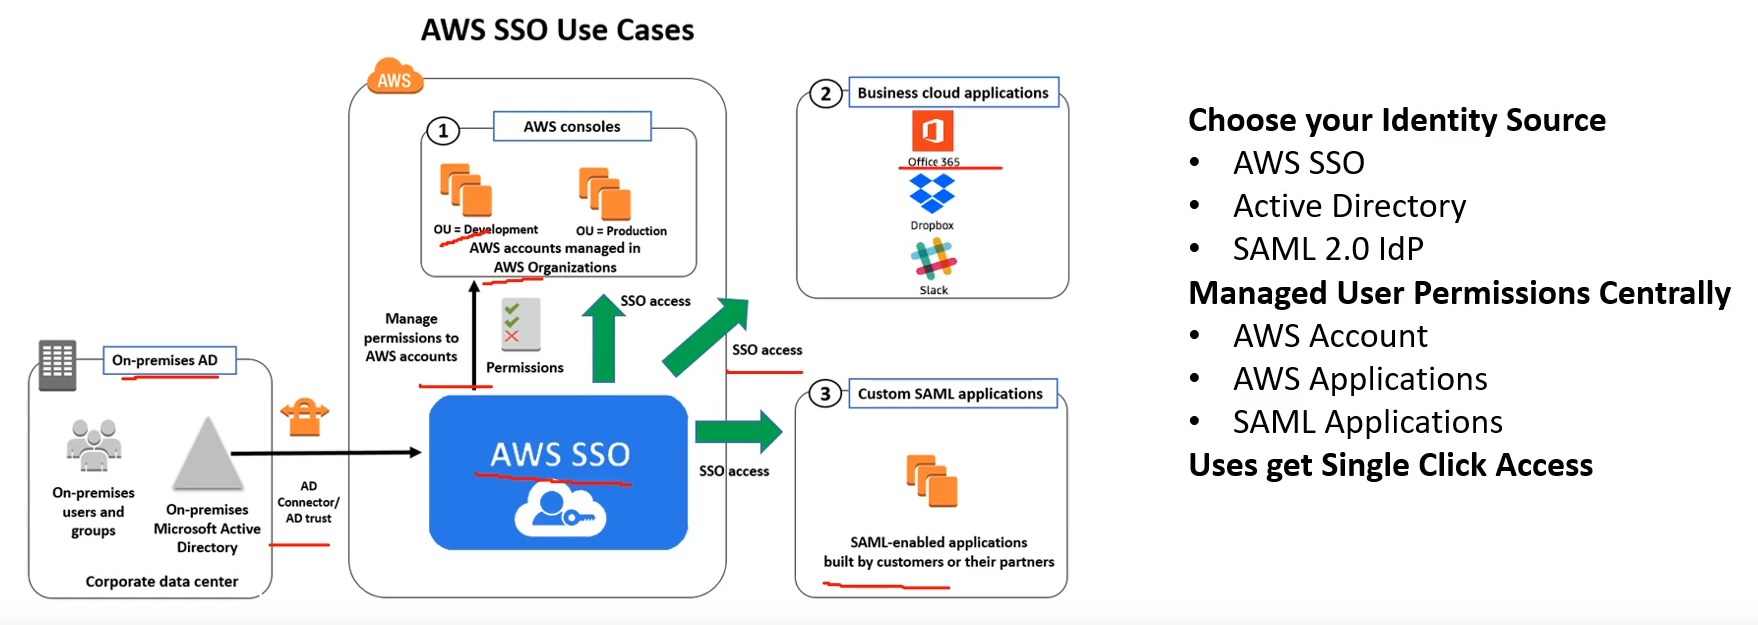 AWS SSO Use Cases
AWS
1
AWS consoles
OU = Development
OU = Production
AWS accounts managed in
AWS Organizations
Manage
permissions to
AWS accounts
Permissions
SSO access
SSO access
SSO access
On-premises AD
On-premises
users and
groups
On-premises
Microsoft Active
Directory
Corporate data center
AD
Connector/
AD trust
AWS SSO
2
Business cloud applications
Office 365
Dropbox
Slack
3
Custom SAML applications
SAML-enabled applications
built by customers or their partners
Choose your Identity Source
• AWS SSO
• Active Directory
• SAML 2.0 IdP
Managed User Permissions Centrally
• AWS Account
• AWS Applications
• SAML Applications
Uses get Single Click Access